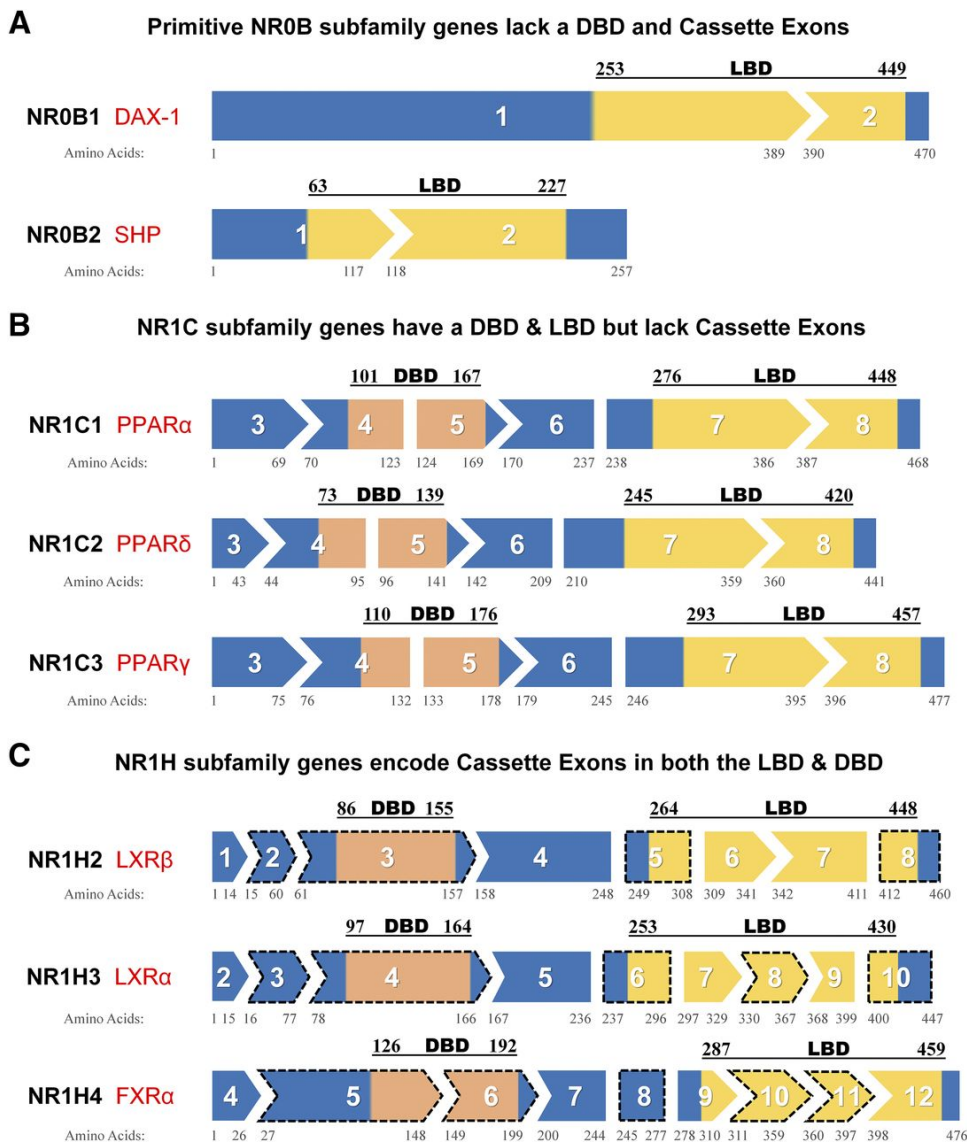 A
Primitive NR0B subfamily genes lack a DBD and Cassette Exons
253 LBD 449
NR0B1 DAX-1 1 2
Amino Acids: 1 389 390 470
63 LBD 227
NR0B2 SHP 1 2
Amino Acids: 1 117 118 257
B
NR1C subfamily genes have a DBD & LBD but lack Cassette Exons
101 DBD 167 276 LBD 448
NR1C1 PPARα 3 4 5 6 7 8
Amino Acids: 1 69 70 123 124 169 170 237 238 386 387 468
73 DBD 139 245 LBD 420
NR1C2 PPARδ 3 4 5 6 7 8
Amino Acids: 1 43 44 95 96 141 142 209 210 359 360 441
110 DBD 176 293 LBD 457
NR1C3 PPARγ 3 4 5 6 7 8
Amino Acids: 1 75 76 132 133 178 179 245 246 395 396 477
C
NR1H subfamily genes encode Cassette Exons in both the LBD & DBD
86 DBD 155 264 LBD 448
NR1H2 LXRβ 1 2 3 4 5 6 7 8
Amino Acids: 1 14 15 60 61 157 158 248 249 308 309 341 342 411 412 460
97 DBD 164 253 LBD 430
NR1H3 LXRα 2 3 4 5 6 7 8 9 10
Amino Acids: 1 15 16 77 78 166 167 236 237 296 297 329 330 367 368 399 400 447
126 DBD 192 287 LBD 459
NR1H4 FXRα 4 5 6 7 8 9 10 11 12
Amino Acids: 1 26 27 148 149 199 200 244 245 277 278 310 311 359 360 397 398 476